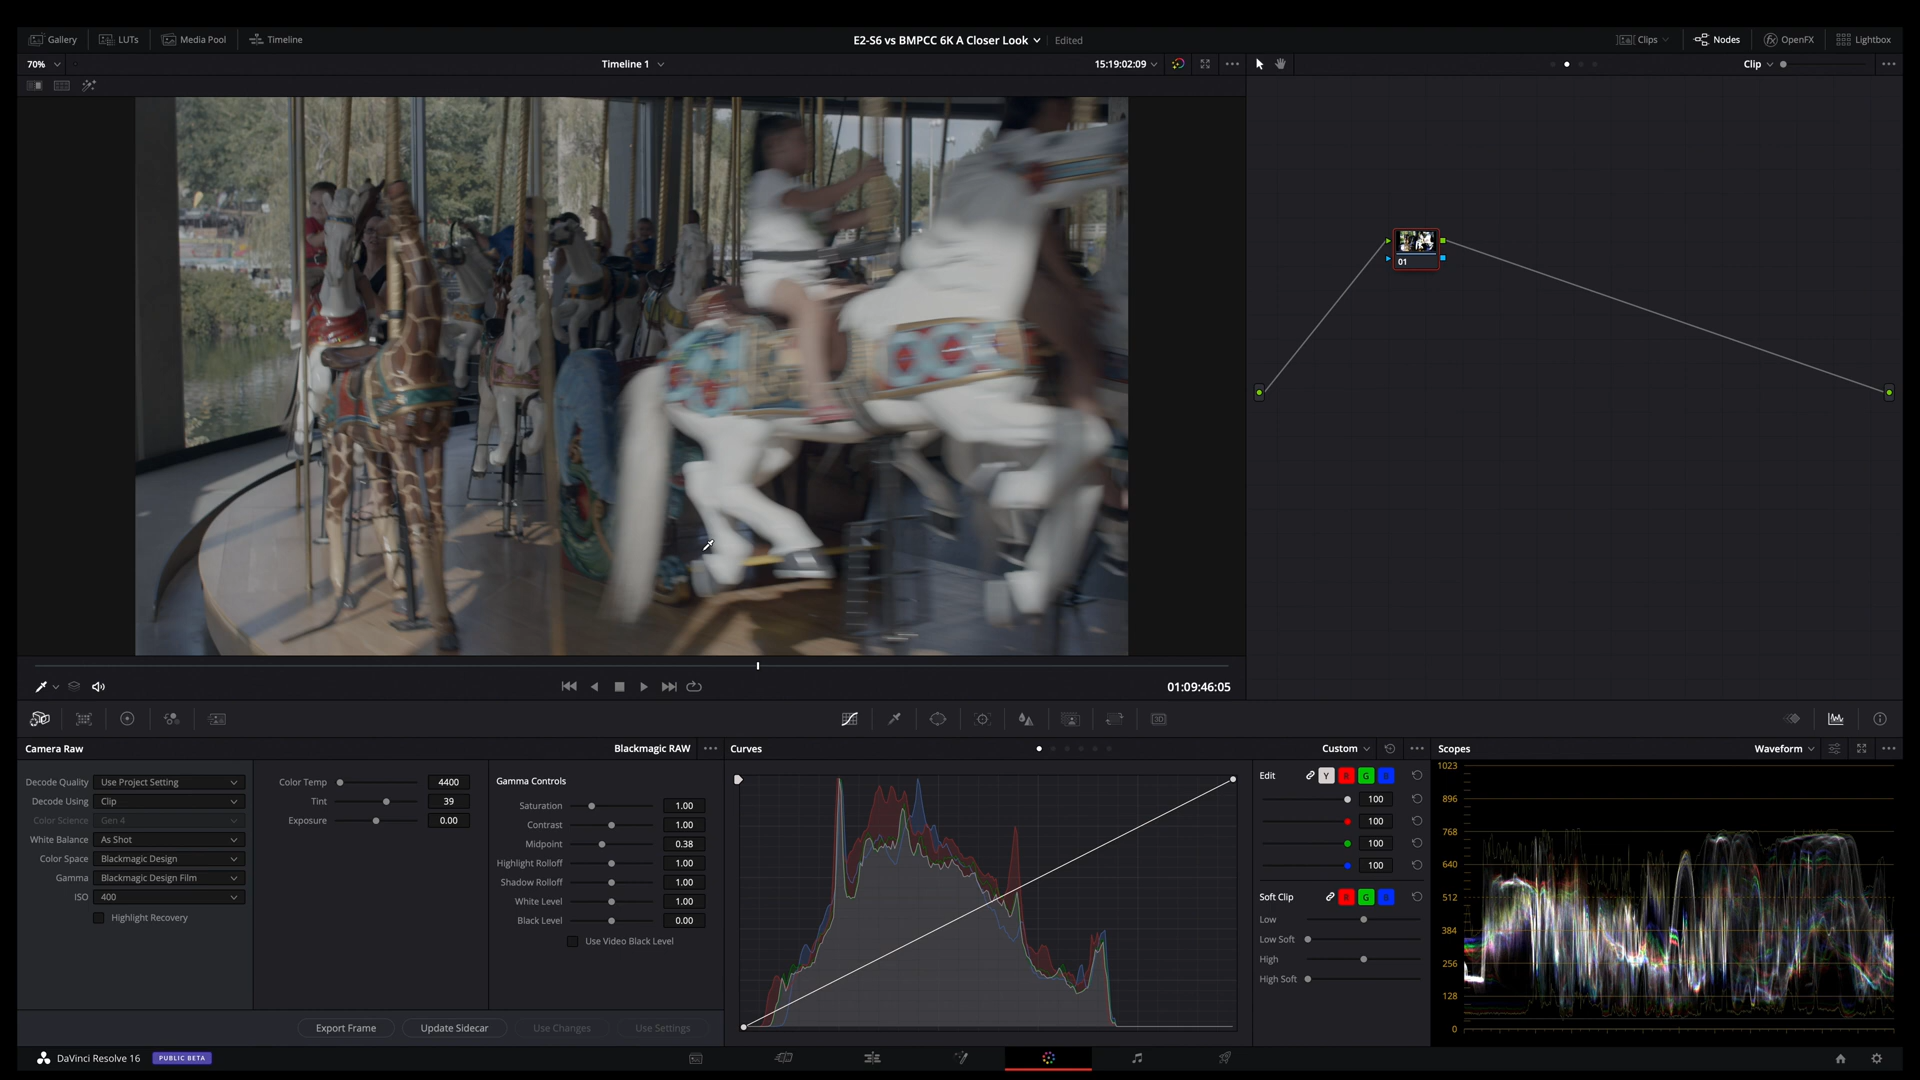 Gallery LUTs Media Pool Timeline E2-S6 vs BMPCC 6K A Closer Look Edited Clips Nodes OpenFX Lightbox
70% Timeline 1 15:19:02:09 Clip
01
01:09:46:05
Camera Raw Blackmagic RAW
Decode Quality Use Project Setting
Decode Using Clip
Color Science Gen 4
White Balance As Shot
Color Space Blackmagic Design
Gamma Blackmagic Design Film
ISO 400
Highlight Recovery
Color Temp 4400
Tint 39
Exposure 0.00
Gamma Controls
Saturation 1.00
Contrast 1.00
Midpoint 0.38
Highlight Rolloff 1.00
Shadow Rolloff 1.00
White Level 1.00
Black Level 0.00
Use Video Black Level
Export Frame Update Sidecar Use Changes Use Settings
Curves Custom
Edit Y R G B
100
100
100
100
Soft Clip R G B
Low
Low Soft
High
High Soft
Scopes Waveform
1023
896
768
640
512
384
256
128
0
3D
DaVinci Resolve 16 PUBLIC BETA